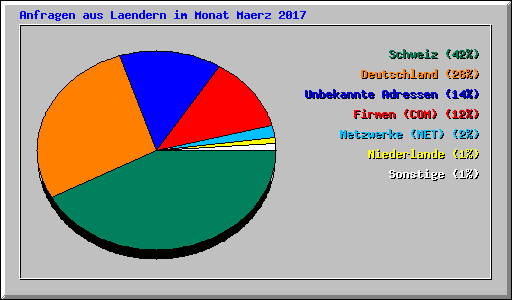 Anfragen aus Laendern im Monat Maerz 2017
Schweiz (42%)
Deutschland (28%)
Unbekannte Adressen (14%)
Firmen (COM) (12%)
Netzwerke (NET) (2%)
Niederlande (1%)
Sonstige (1%)